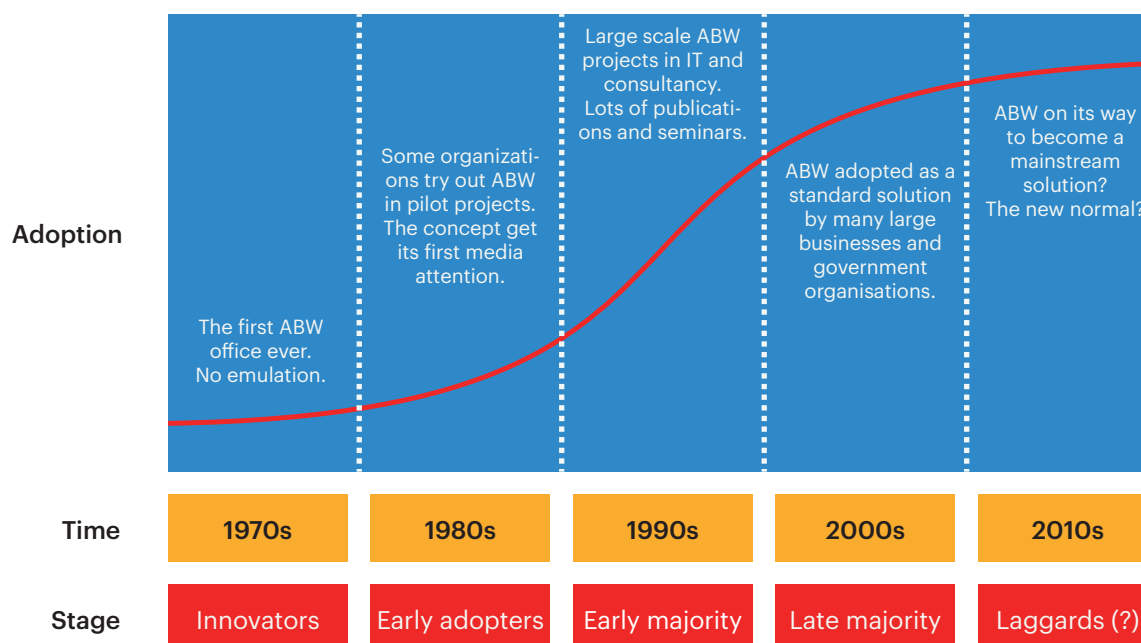 Large scale ABW
projects in IT and
consultancy.
Lots of publicati-
ons and seminars.
ABW on its way
to become a
mainstream
solution?
The new normal?
Some organizati-
ons try out ABW
in pilot projects.
The concept get
its first media
attention.
ABW adopted as a
standard solution
by many large
businesses and
government
organisations.
Adoption
The first ABW
office ever.
No emulation.
Time
1970s
1980s
1990s
2000s
2010s
Stage
Innovators
Early adopters
Early majority
Late majority
Laggards (?)